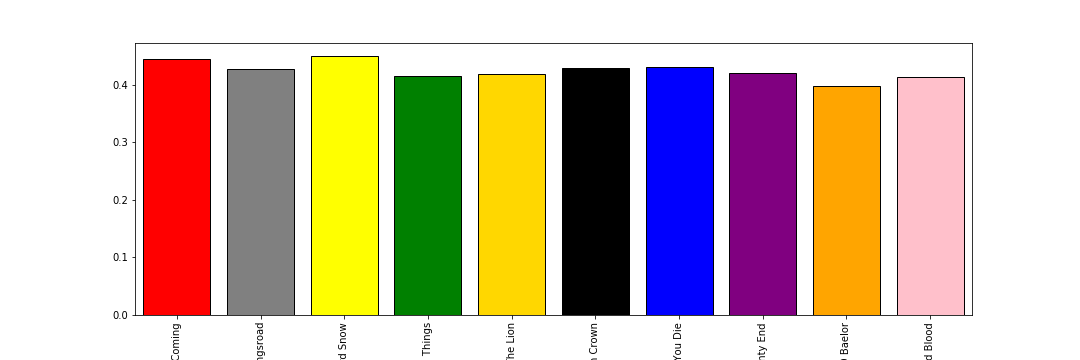 0.4
0.3
0.2
0.1
0.0
Coming
ngsroad
d Snow
Things
The Lion
Crown
You Die
nty End
Baelor
d Blood